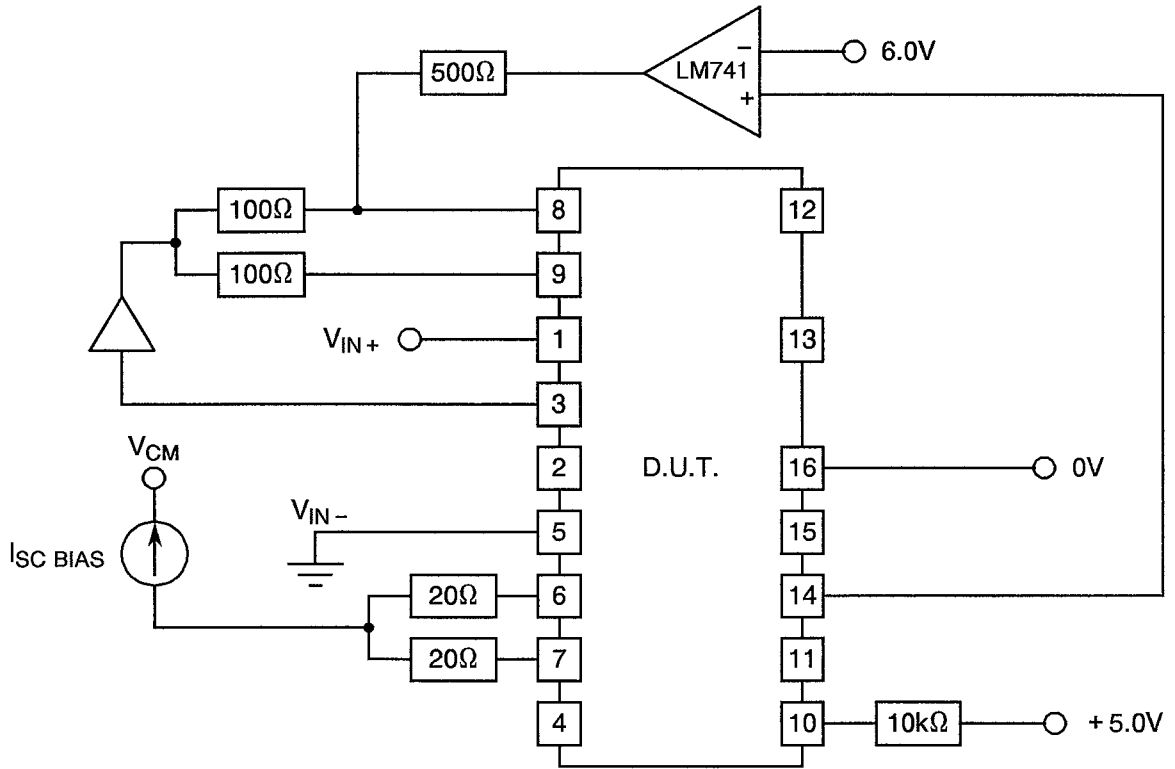 − 6.0V
500Ω LM741
+
100Ω 8 12
100Ω 9
V_IN + 1 13
3
V_CM
2 D.U.T. 16 0V
V_IN − 5 15
I_SC BIAS
20Ω 6 14
20Ω 7 11
4 10 10kΩ + 5.0V